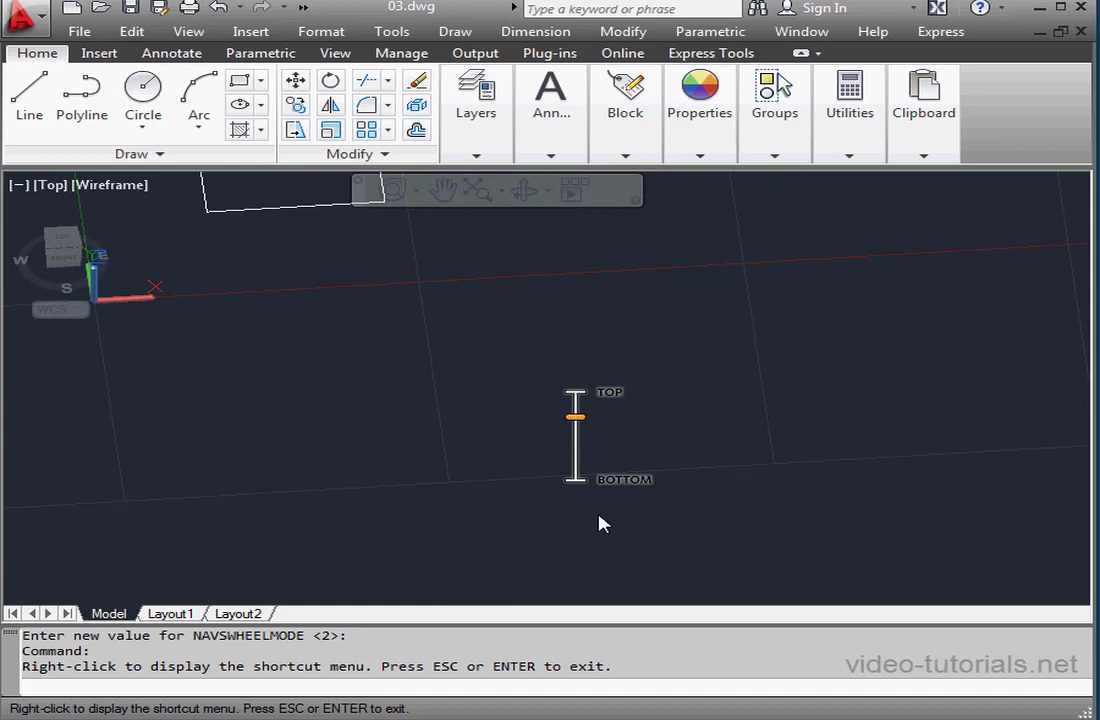 03.dwg
Type a keyword or phrase
Sign In
File Edit View Insert Format Tools Draw Dimension Modify Parametric Window Help Express
Home Insert Annotate Parametric View Manage Output Plug-ins Online Express Tools
Line Polyline Circle Arc
Layers Ann... Block Properties Groups Utilities Clipboard
Draw Modify
[−] [Top] [Wireframe]
TOP
FRONT
W
S
WCS
X
TOP
BOTTOM
Model Layout1 Layout2
Enter new value for NAVSWHEELMODE <2>:
Command:
Right-click to display the shortcut menu. Press ESC or ENTER to exit.
video-tutorials.net
Right-click to display the shortcut menu. Press ESC or ENTER to exit.